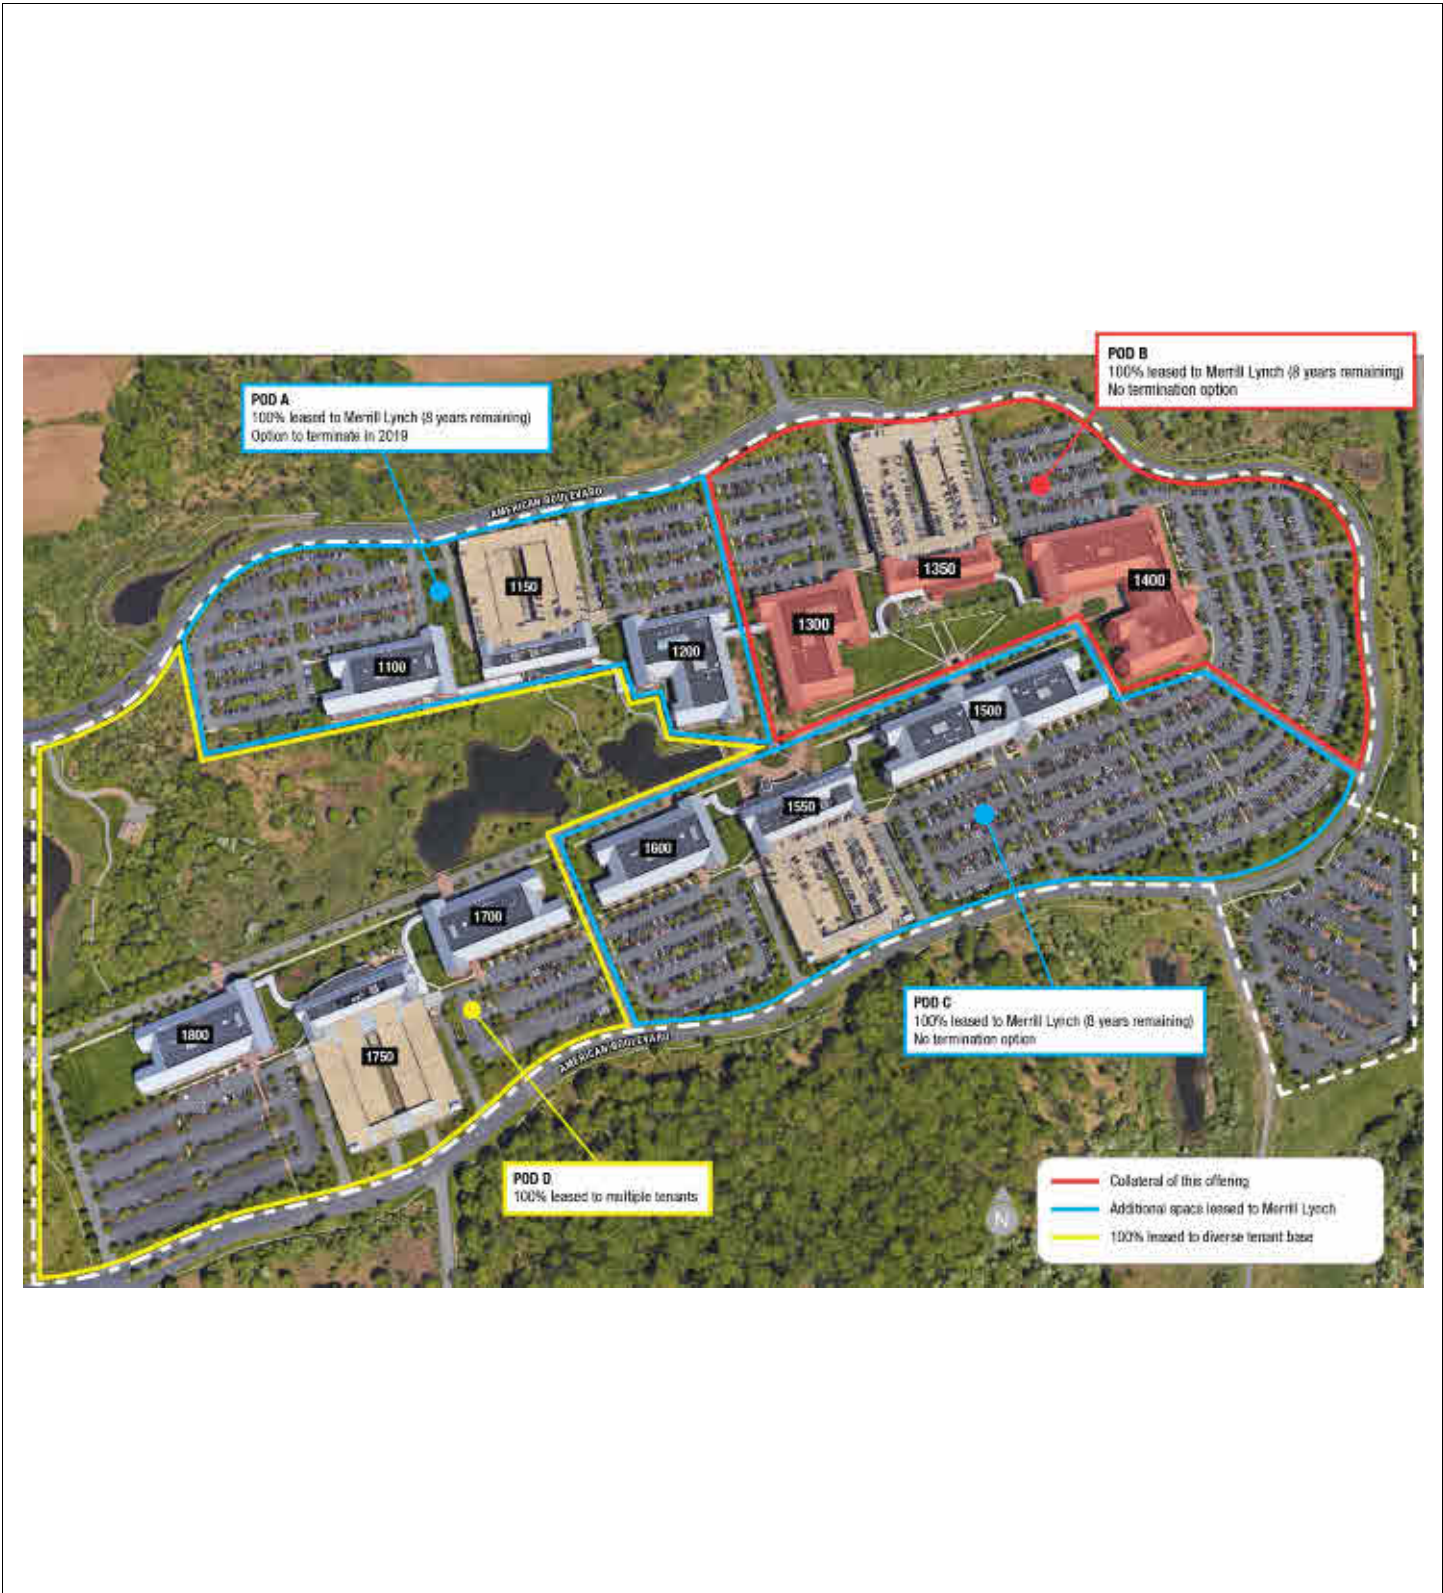 POD B
100% leased to Merrill Lynch (8 years remaining)
No termination option
POD A
100% leased to Merrill Lynch (8 years remaining)
Option to terminate in 2019
AMERICAN BOULEVARD
1150
1350
1400
1300
1200
1100
1500
1550
1600
1700
1800
1750
POD C
100% leased to Merrill Lynch (8 years remaining)
No termination option
AMERICAN BOULEVARD
POD D
100% leased to multiple tenants
Collateral of this offering
Additional space leased to Merrill Lynch
100% leased to diverse tenant base
N